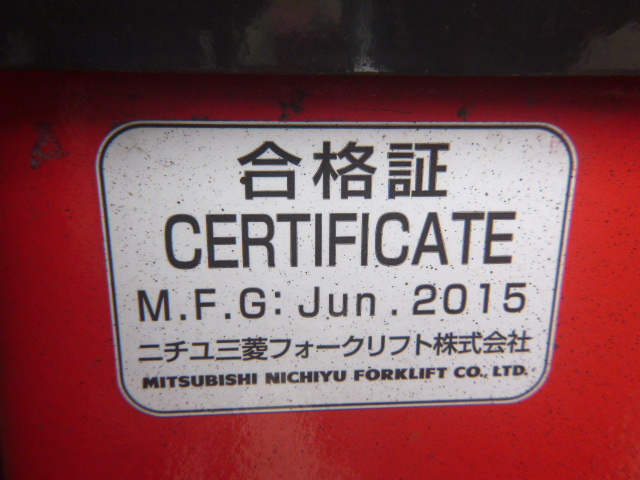 合格証
CERTIFICATE
M.F.G: Jun. 2015
ニチユ三菱フォークリフト株式会社
MITSUBISHI NICHIYU FORKLIFT CO., LTD.